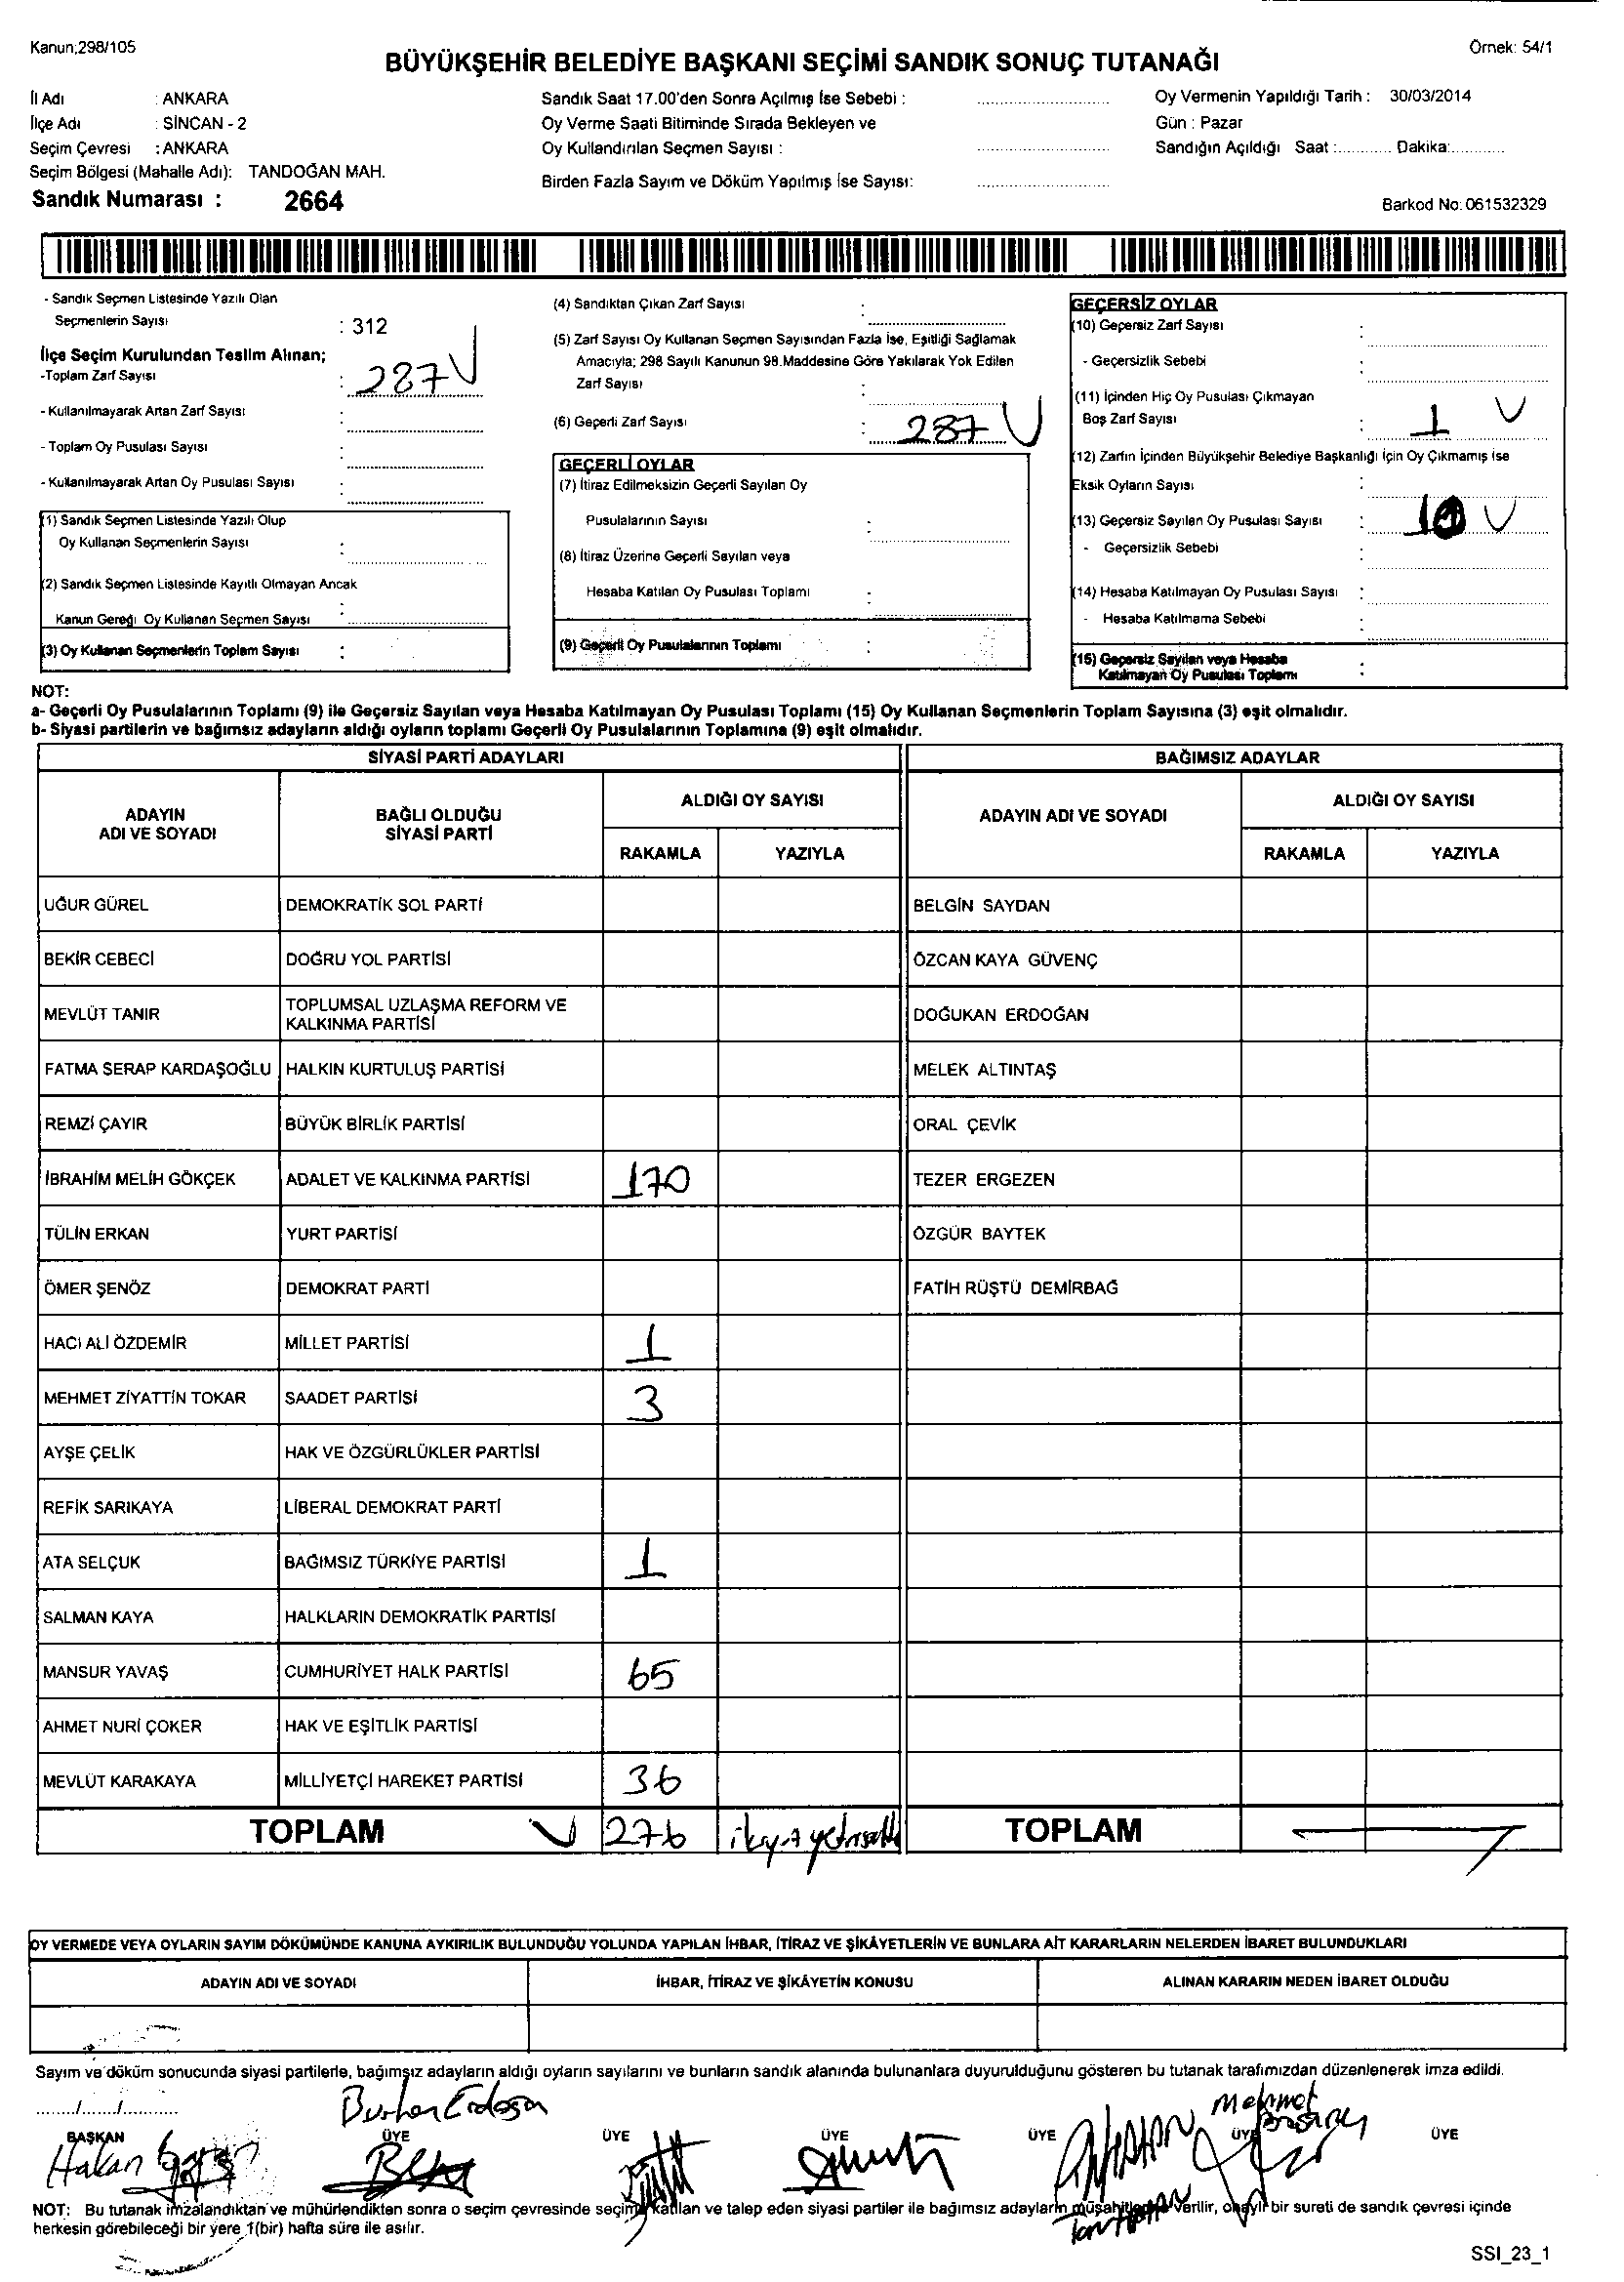 Kanun;298/105
Örnek: 54/1
BÜYÜKŞEHİR BELEDİYE BAŞKANI SEÇİMİ SANDIK SONUÇ TUTANAĞI
İl Adı : ANKARA
İlçe Adı : SİNCAN - 2
Seçim Çevresi : ANKARA
Seçim Bölgesi (Mahalle Adı): TANDOĞAN MAH.
Sandık Numarası : 2664
Sandık Saat 17.00'den Sonra Açılmış İse Sebebi :
Oy Verme Saati Bitiminde Sırada Bekleyen ve
Oy Kullandırılan Seçmen Sayısı :
Birden Fazla Sayım ve Döküm Yapılmış İse Sayısı:
Oy Vermenin Yapıldığı Tarih : 30/03/2014
Gün : Pazar
Sandığın Açıldığı Saat :........... Dakika:...........
Barkod No: 061532329
- Sandık Seçmen Listesinde Yazılı Olan
Seçmenlerin Sayısı : 312
İlçe Seçim Kurulundan Teslim Alınan;
-Toplam Zarf Sayısı : 287
- Kullanılmayarak Artan Zarf Sayısı :
- Toplam Oy Pusulası Sayısı :
- Kullanılmayarak Artan Oy Pusulası Sayısı :
(1) Sandık Seçmen Listesinde Yazılı Olup
Oy Kullanan Seçmenlerin Sayısı :
(2) Sandık Seçmen Listesinde Kayıtlı Olmayan Ancak
Kanun Gereği Oy Kullanan Seçmen Sayısı :
(3) Oy Kullanan Seçmenlerin Toplam Sayısı :
(4) Sandıktan Çıkan Zarf Sayısı :
(5) Zarf Sayısı Oy Kullanan Seçmen Sayısından Fazla İse, Eşitliği Sağlamak
Amacıyla; 298 Sayılı Kanunun 98.Maddesine Göre Yakılarak Yok Edilen
Zarf Sayısı :
(6) Geçerli Zarf Sayısı : 287
GEÇERLİ OYLAR
(7) İtiraz Edilmeksizin Geçerli Sayılan Oy
Pusulalarının Sayısı :
(8) İtiraz Üzerine Geçerli Sayılan veya
Hesaba Katılan Oy Pusulası Toplamı :
(9) Geçerli Oy Pusulalarının Toplamı :
GEÇERSİZ OYLAR
(10) Geçersiz Zarf Sayısı :
- Geçersizlik Sebebi :
(11) İçinden Hiç Oy Pusulası Çıkmayan
Boş Zarf Sayısı : 1
(12) Zarfın İçinden Büyükşehir Belediye Başkanlığı İçin Oy Çıkmamış ise
Eksik Oyların Sayısı :
(13) Geçersiz Sayılan Oy Pusulası Sayısı :
- Geçersizlik Sebebi :
(14) Hesaba Katılmayan Oy Pusulası Sayısı :
- Hesaba Katılmama Sebebi :
(15) Geçersiz Sayılan veya Hesaba
Katılmayan Oy Pusulası Toplamı :
NOT:
a- Geçerli Oy Pusulalarının Toplamı (9) ile Geçersiz Sayılan veya Hesaba Katılmayan Oy Pusulası Toplamı (15) Oy Kullanan Seçmenlerin Toplam Sayısına (3) eşit olmalıdır.
b- Siyasi partilerin ve bağımsız adayların aldığı oyların toplamı Geçerli Oy Pusulalarının Toplamına (9) eşit olmalıdır.
SİYASİ PARTİ ADAYLARI BAĞIMSIZ ADAYLAR
ADAYIN ADI VE SOYADI BAĞLI OLDUĞU SİYASİ PARTİ ALDIĞI OY SAYISI ADAYIN ADI VE SOYADI ALDIĞI OY SAYISI
RAKAMLA YAZIYLA RAKAMLA YAZIYLA
UĞUR GÜREL DEMOKRATİK SOL PARTİ BELGİN SAYDAN
BEKİR CEBECİ DOĞRU YOL PARTİSİ ÖZCAN KAYA GÜVENÇ
MEVLÜT TANIR TOPLUMSAL UZLAŞMA REFORM VE KALKINMA PARTİSİ DOĞUKAN ERDOĞAN
FATMA SERAP KARDAŞOĞLU HALKIN KURTULUŞ PARTİSİ MELEK ALTINTAŞ
REMZİ ÇAYIR BÜYÜK BİRLİK PARTİSİ ORAL ÇEVİK
İBRAHİM MELİH GÖKÇEK ADALET VE KALKINMA PARTİSİ 170 TEZER ERGEZEN
TÜLİN ERKAN YURT PARTİSİ ÖZGÜR BAYTEK
ÖMER ŞENÖZ DEMOKRAT PARTİ FATİH RÜŞTÜ DEMİRBAĞ
HACI ALİ ÖZDEMİR MİLLET PARTİSİ 1
MEHMET ZİYATTİN TOKAR SAADET PARTİSİ 3
AYŞE ÇELİK HAK VE ÖZGÜRLÜKLER PARTİSİ
REFİK SARIKAYA LİBERAL DEMOKRAT PARTİ
ATA SELÇUK BAĞIMSIZ TÜRKİYE PARTİSİ 1
SALMAN KAYA HALKLARIN DEMOKRATİK PARTİSİ
MANSUR YAVAŞ CUMHURİYET HALK PARTİSİ 65
AHMET NURİ ÇOKER HAK VE EŞİTLİK PARTİSİ
MEVLÜT KARAKAYA MİLLİYETÇİ HAREKET PARTİSİ 36
TOPLAM 276 TOPLAM
OY VERMEDE VEYA OYLARIN SAYIM DÖKÜMÜNDE KANUNA AYKIRILIK BULUNDUĞU YOLUNDA YAPILAN İHBAR, İTİRAZ VE ŞİKÂYETLERİN VE BUNLARA AİT KARARLARIN NELERDEN İBARET BULUNDUKLARI
ADAYIN ADI VE SOYADI İHBAR, İTİRAZ VE ŞİKÂYETİN KONUSU ALINAN KARARIN NEDEN İBARET OLDUĞU
Sayım ve döküm sonucunda siyasi partilerle, bağımsız adayların aldığı oyların sayılarını ve bunların sandık alanında bulunanlara duyurulduğunu gösteren bu tutanak tarafımızdan düzenlenerek imza edildi.
......./......./...........
Burhan Erdoğan Mehmet
BAŞKAN ÜYE ÜYE ÜYE ÜYE ÜYE ÜYE
Hakan
NOT: Bu tutanak imzalandıktan ve mühürlendikten sonra o seçim çevresinde seçime katılan ve talep eden siyasi partiler ile bağımsız adayların müşahitlerine verilir, onaylı bir sureti de sandık çevresi içinde
herkesin görebileceği bir yere 1(bir) hafta süre ile asılır.
SSI_23_1